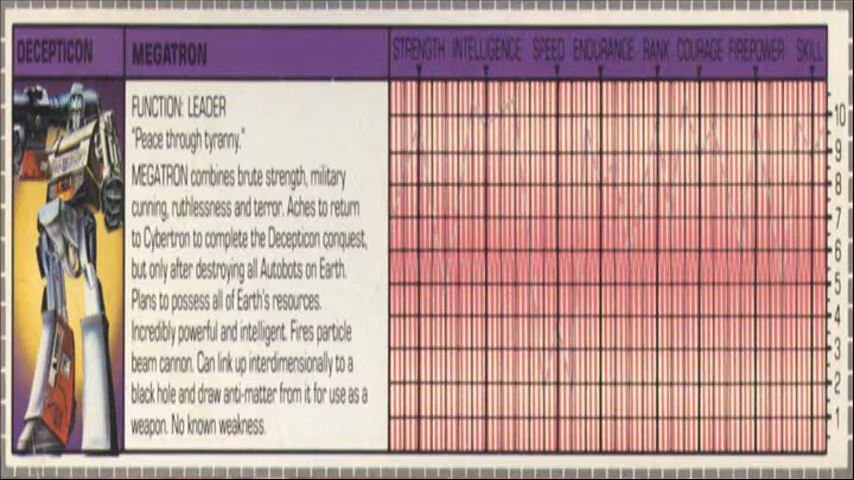 DECEPTICON
MEGATRON
STRENGTH INTELLIGENCE SPEED ENDURANCE RANK COURAGE FIREPOWER SKILL
FUNCTION: LEADER
"Peace through tyranny."
MEGATRON combines brute strength, military
cunning, ruthlessness and terror. Aches to return
to Cybertron to complete the Decepticon conquest,
but only after destroying all Autobots on Earth.
Plans to possess all of Earth's resources.
Incredibly powerful and intelligent. Fires particle
beam cannon. Can link up interdimensionally to a
black hole and draw anti-matter from it for use as a
weapon. No known weakness.
10
9
8
7
6
5
4
3
2
1